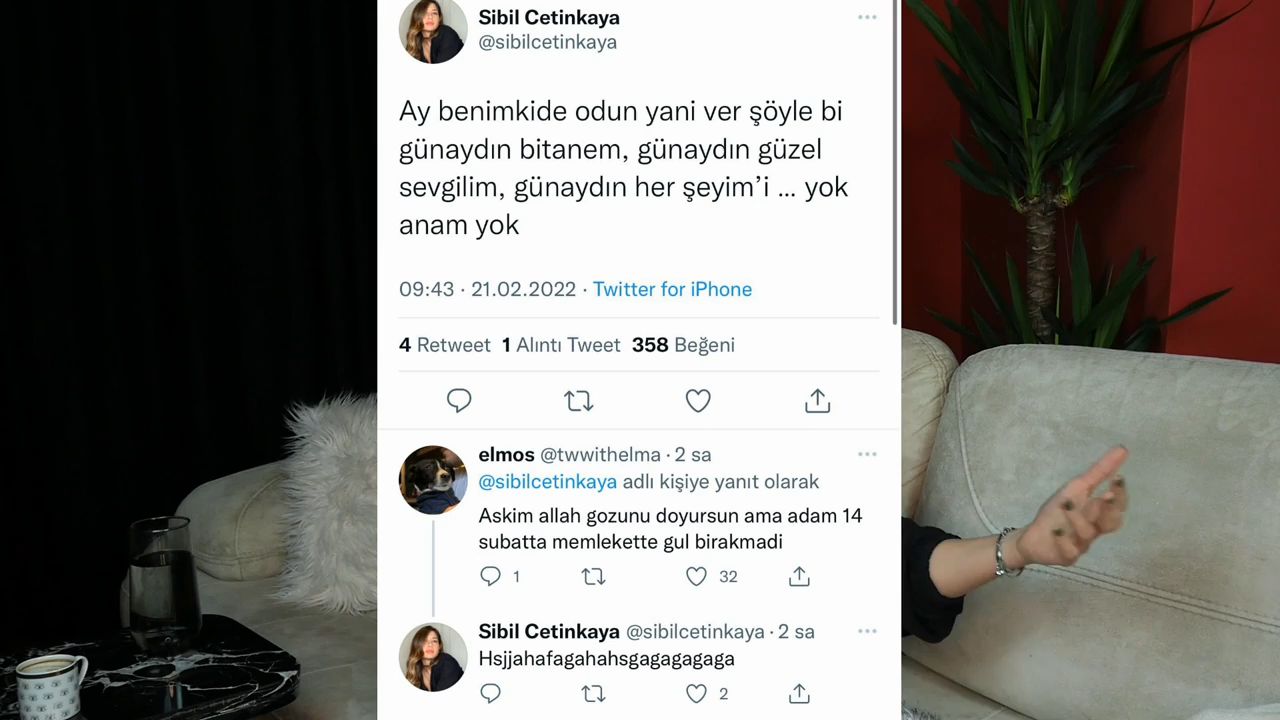 Sibil Cetinkaya
@sibilcetinkaya
Ay benimkide odun yani ver şöyle bi
günaydın bitanem, günaydın güzel
sevgilim, günaydın her şeyim’i ... yok
anam yok
09:43 · 21.02.2022 · Twitter for iPhone
4 Retweet 1 Alıntı Tweet 358 Beğeni
elmos @twwithelma · 2 sa
@sibilcetinkaya adlı kişiye yanıt olarak
Askim allah gozunu doyursun ama adam 14
subatta memlekette gul birakmadi
1 32
Sibil Cetinkaya @sibilcetinkaya · 2 sa
Hsjjahafagahahsgagagagaga
2